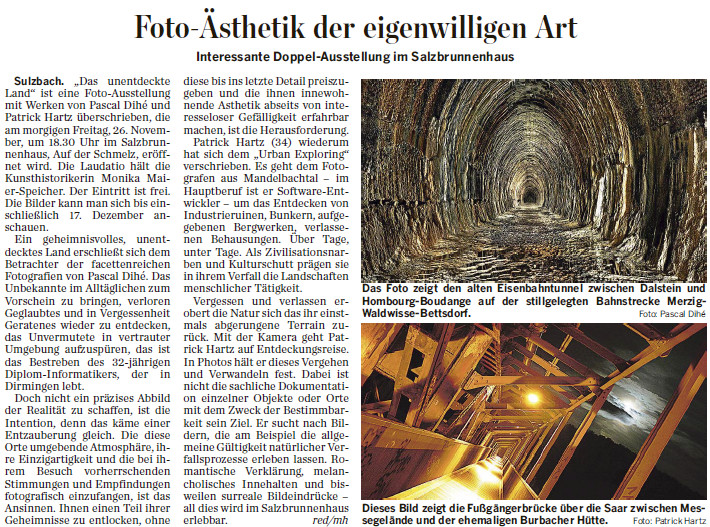 Foto-Ästhetik der eigenwilligen Art
Interessante Doppel-Ausstellung im Salzbrunnenhaus
Sulzbach. „Das unentdeckte
Land“ ist eine Foto-Ausstellung
mit Werken von Pascal Dihé und
Patrick Hartz überschrieben, die
am morgigen Freitag, 26. Novem-
ber, um 18.30 Uhr im Salzbrun-
nenhaus, Auf der Schmelz, eröff-
net wird. Die Laudatio hält die
Kunsthistorikerin Monika Mai-
er-Speicher. Der Eintritt ist frei.
Die Bilder kann man sich bis ein-
schließlich 17. Dezember an-
schauen.
Ein geheimnisvolles, unent-
decktes Land erschließt sich dem
Betrachter der facettenreichen
Fotografien von Pascal Dihé. Das
Unbekannte im Alltäglichen zum
Vorschein zu bringen, verloren
Geglaubtes und in Vergessenheit
Geratenes wieder zu entdecken,
das Unvermutete in vertrauter
Umgebung aufzuspüren, das ist
das Bestreben des 32-jährigen
Diplom-Informatikers, der in
Dirmingen lebt.
Doch nicht ein präzises Abbild
der Realität zu schaffen, ist die
Intention, denn das käme einer
Entzauberung gleich. Die diese
Orte umgebende Atmosphäre, ih-
re Einzigartigkeit und die bei ih-
rem Besuch vorherrschenden
Stimmungen und Empfindungen
fotografisch einzufangen, ist das
Ansinnen. Ihnen einen Teil ihrer
Geheimnisse zu entlocken, ohne
diese bis ins letzte Detail preiszu-
geben und die ihnen innewoh-
nende Ästhetik abseits von inte-
resseloser Gefälligkeit erfahrbar
machen, ist die Herausforderung.
Patrick Hartz (34) wiederum
hat sich dem „Urban Exploring“
verschrieben. Es geht dem Foto-
grafen aus Mandelbachtal – im
Hauptberuf ist er Software-Ent-
wickler – um das Entdecken von
Industrieruinen, Bunkern, aufge-
gebenen Bergwerken, verlasse-
nen Behausungen. Über Tage,
unter Tage. Als Zivilisationsnar-
ben und Kulturschutt prägen sie
in ihrem Verfall die Landschaften
menschlicher Tätigkeit.
Vergessen und verlassen er-
obert die Natur sich das ihr einst-
mals abgerungene Terrain zu-
rück. Mit der Kamera geht Pat-
rick Hartz auf Entdeckungsreise.
In Photos hält er dieses Vergehen
und Verwandeln fest. Dabei ist
nicht die sachliche Dokumentati-
on einzelner Objekte oder Orte
mit dem Zweck der Bestimmbar-
keit sein Ziel. Er sucht nach Bil-
dern, die am Beispiel die allge-
meine Gültigkeit natürlicher Ver-
fallsprozesse erleben lassen. Ro-
mantische Verklärung, melan-
cholisches Innehalten und bis-
weilen surreale Bildeindrücke –
all dies wird im Salzbrunnenhaus
erlebbar. red/mh
Das Foto zeigt den alten Eisenbahntunnel zwischen Dalstein und
Hombourg-Boudange auf der stillgelegten Bahnstrecke Merzig-
Waldwisse-Bettsdorf. Foto: Pascal Dihé
Dieses Bild zeigt die Fußgängerbrücke über die Saar zwischen Mes-
segelände und der ehemaligen Burbacher Hütte. Foto: Patrick Hartz